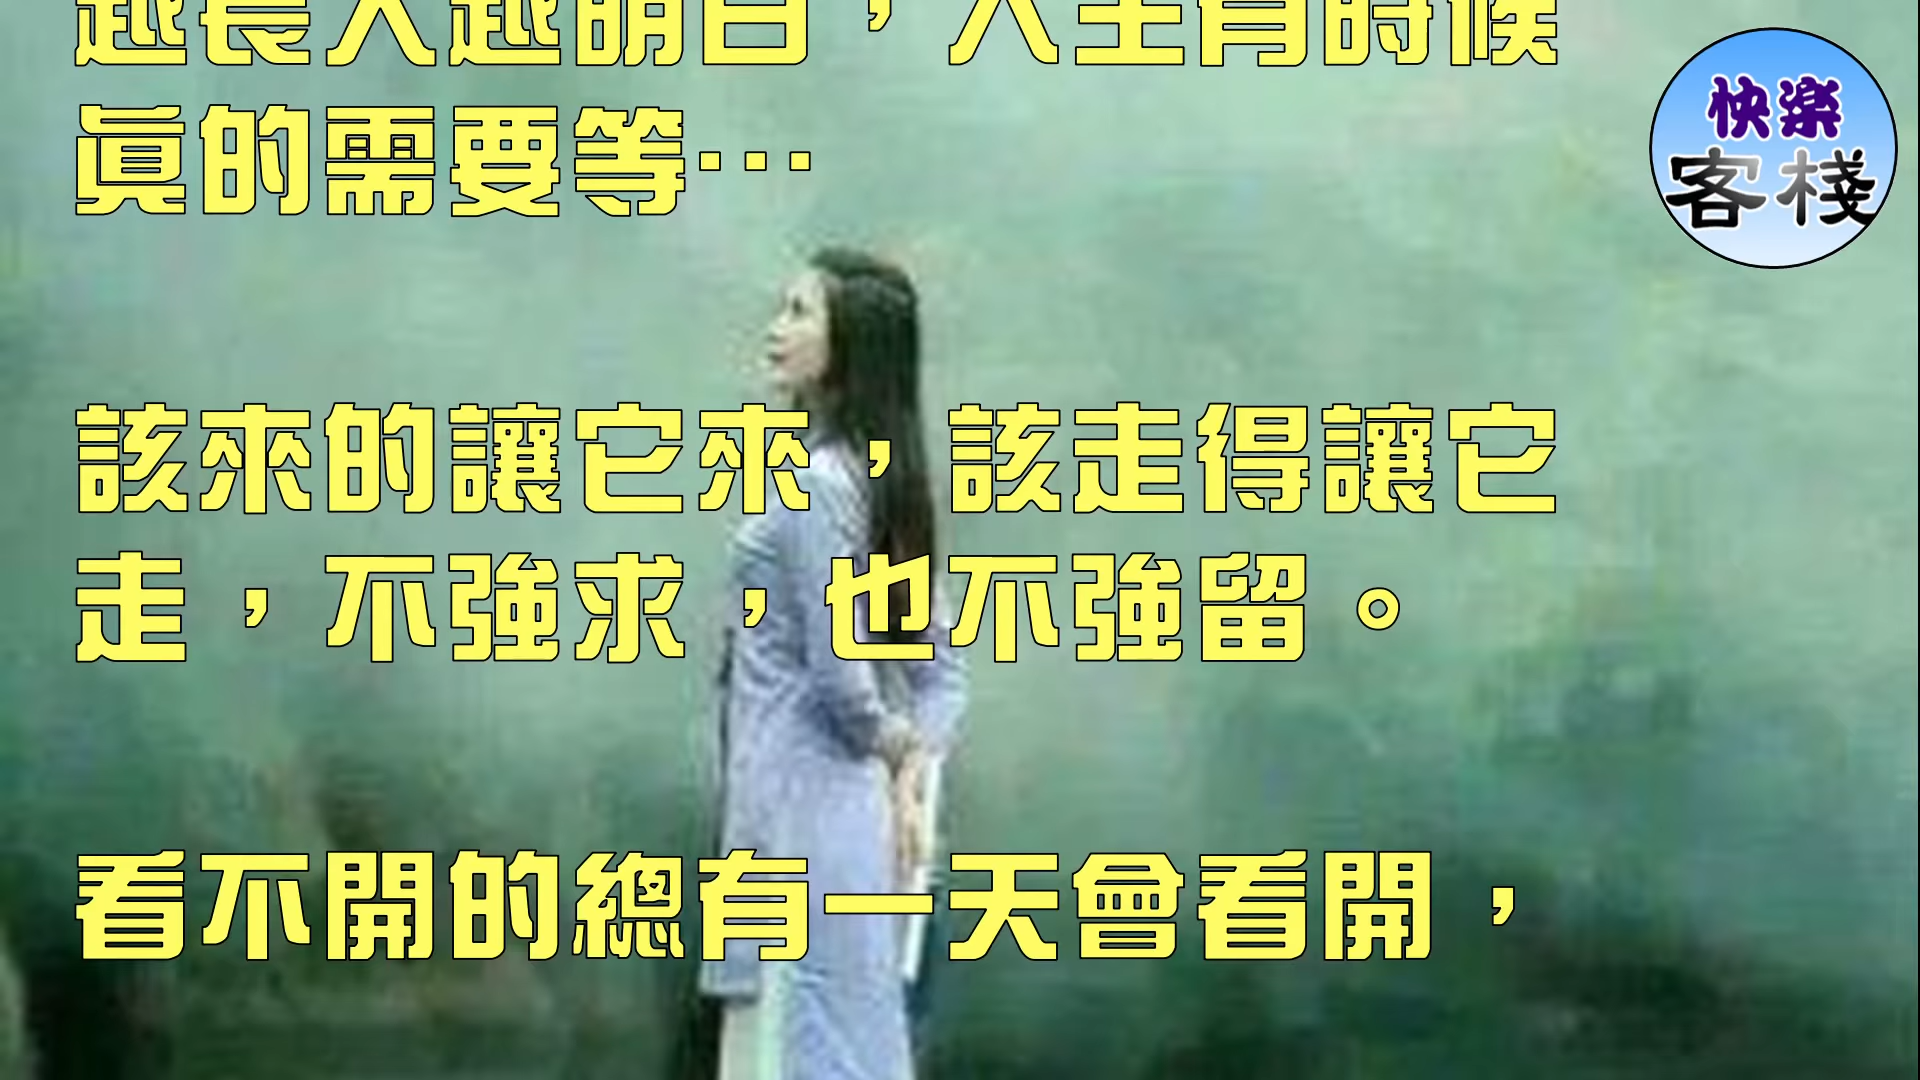 越長大越明白，人生有時候
真的需要等…
該來的讓它來，該走得讓它
走，不強求，也不強留。
看不開的總有一天會看開，
快樂
客棧